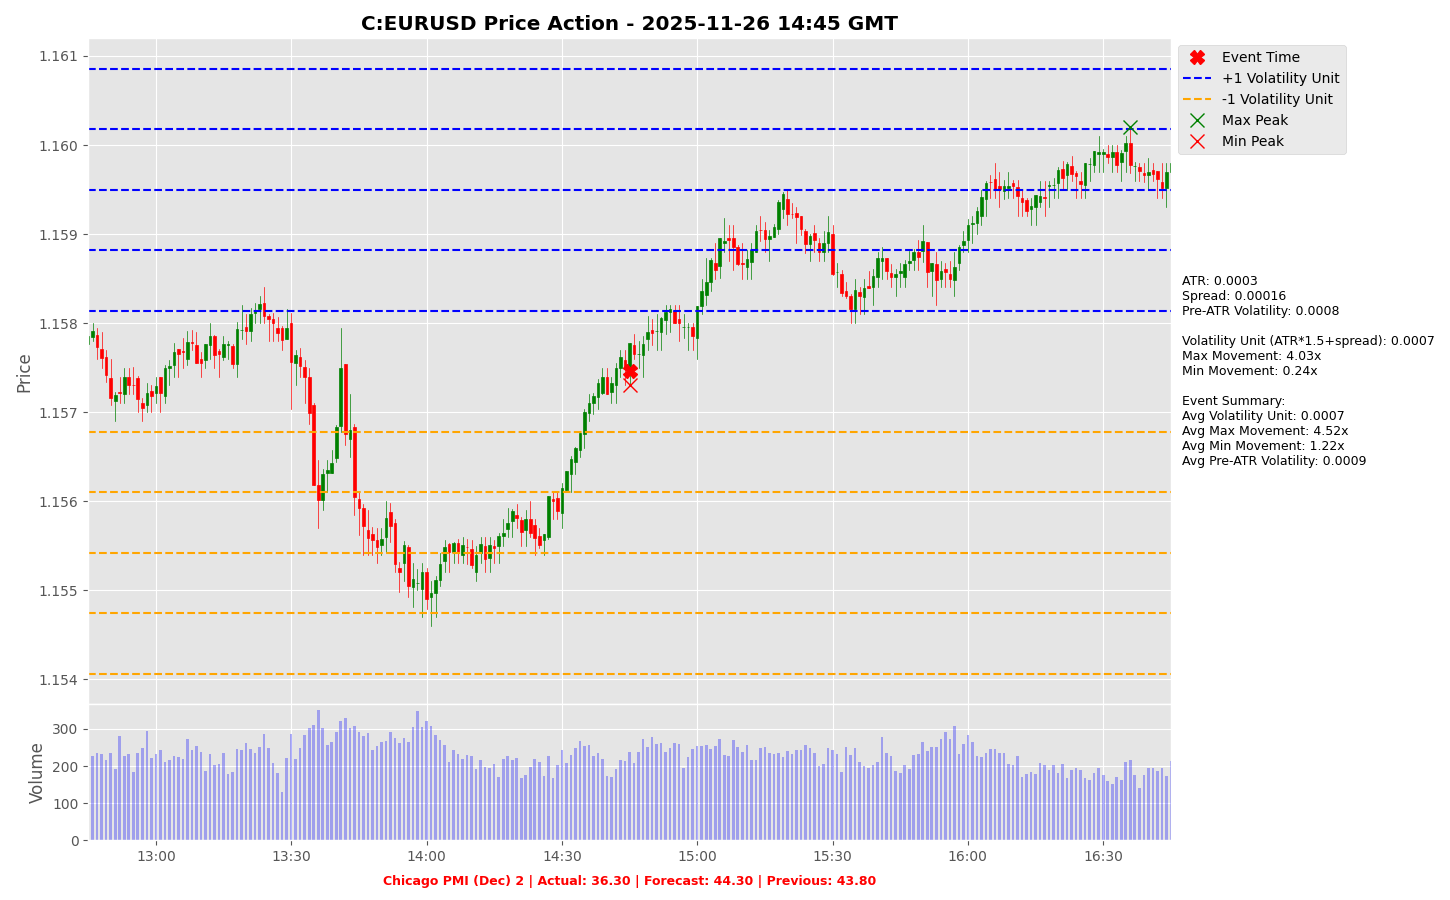 C:EURUSD Price Action - 2025-11-26 14:45 GMT
1.161
1.160
1.159
1.158
1.157
1.156
1.155
1.154
Price
300
200
100
0
Volume
13:00 13:30 14:00 14:30 15:00 15:30 16:00 16:30
Chicago PMI (Dec) 2 | Actual: 36.30 | Forecast: 44.30 | Previous: 43.80
Event Time
+1 Volatility Unit
-1 Volatility Unit
Max Peak
Min Peak
ATR: 0.0003
Spread: 0.00016
Pre-ATR Volatility: 0.0008
Volatility Unit (ATR*1.5+spread): 0.0007
Max Movement: 4.03x
Min Movement: 0.24x
Event Summary:
Avg Volatility Unit: 0.0007
Avg Max Movement: 4.52x
Avg Min Movement: 1.22x
Avg Pre-ATR Volatility: 0.0009